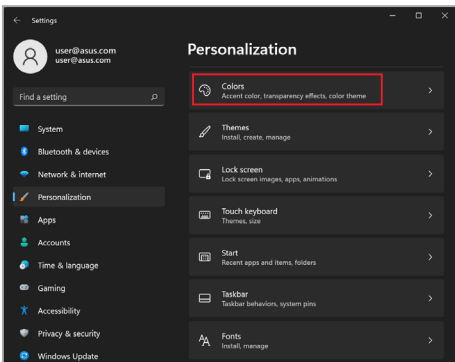 Settings
user@asus.com
user@asus.com
Find a setting
System
Bluetooth & devices
Network & internet
Personalization
Apps
Accounts
Time & language
Gaming
Accessibility
Privacy & security
Windows Update
Personalization
Colors
Accent color, transparency effects, color theme
Themes
Install, create, manage
Lock screen
Lock screen images, apps, animations
Touch keyboard
Themes, size
Start
Recent apps and items, folders
Taskbar
Taskbar behaviors, system pins
Fonts
Install, manage